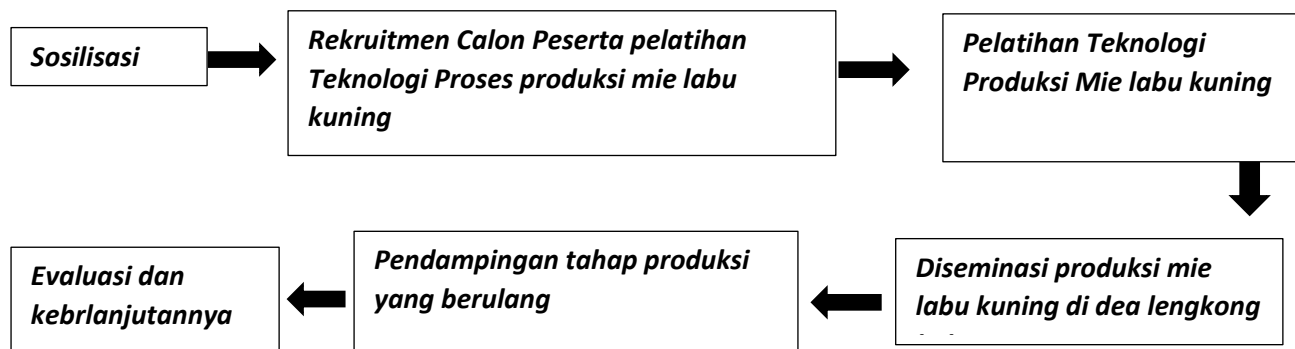 Sosilisasi
Rekruitmen Calon Peserta pelatihan
Teknologi Proses produksi mie labu
kuning
Pelatihan Teknologi
Produksi Mie labu kuning
Diseminasi produksi mie
labu kuning di dea lengkong
Pendampingan tahap produksi
yang berulang
Evaluasi dan
kebrlanjutannya